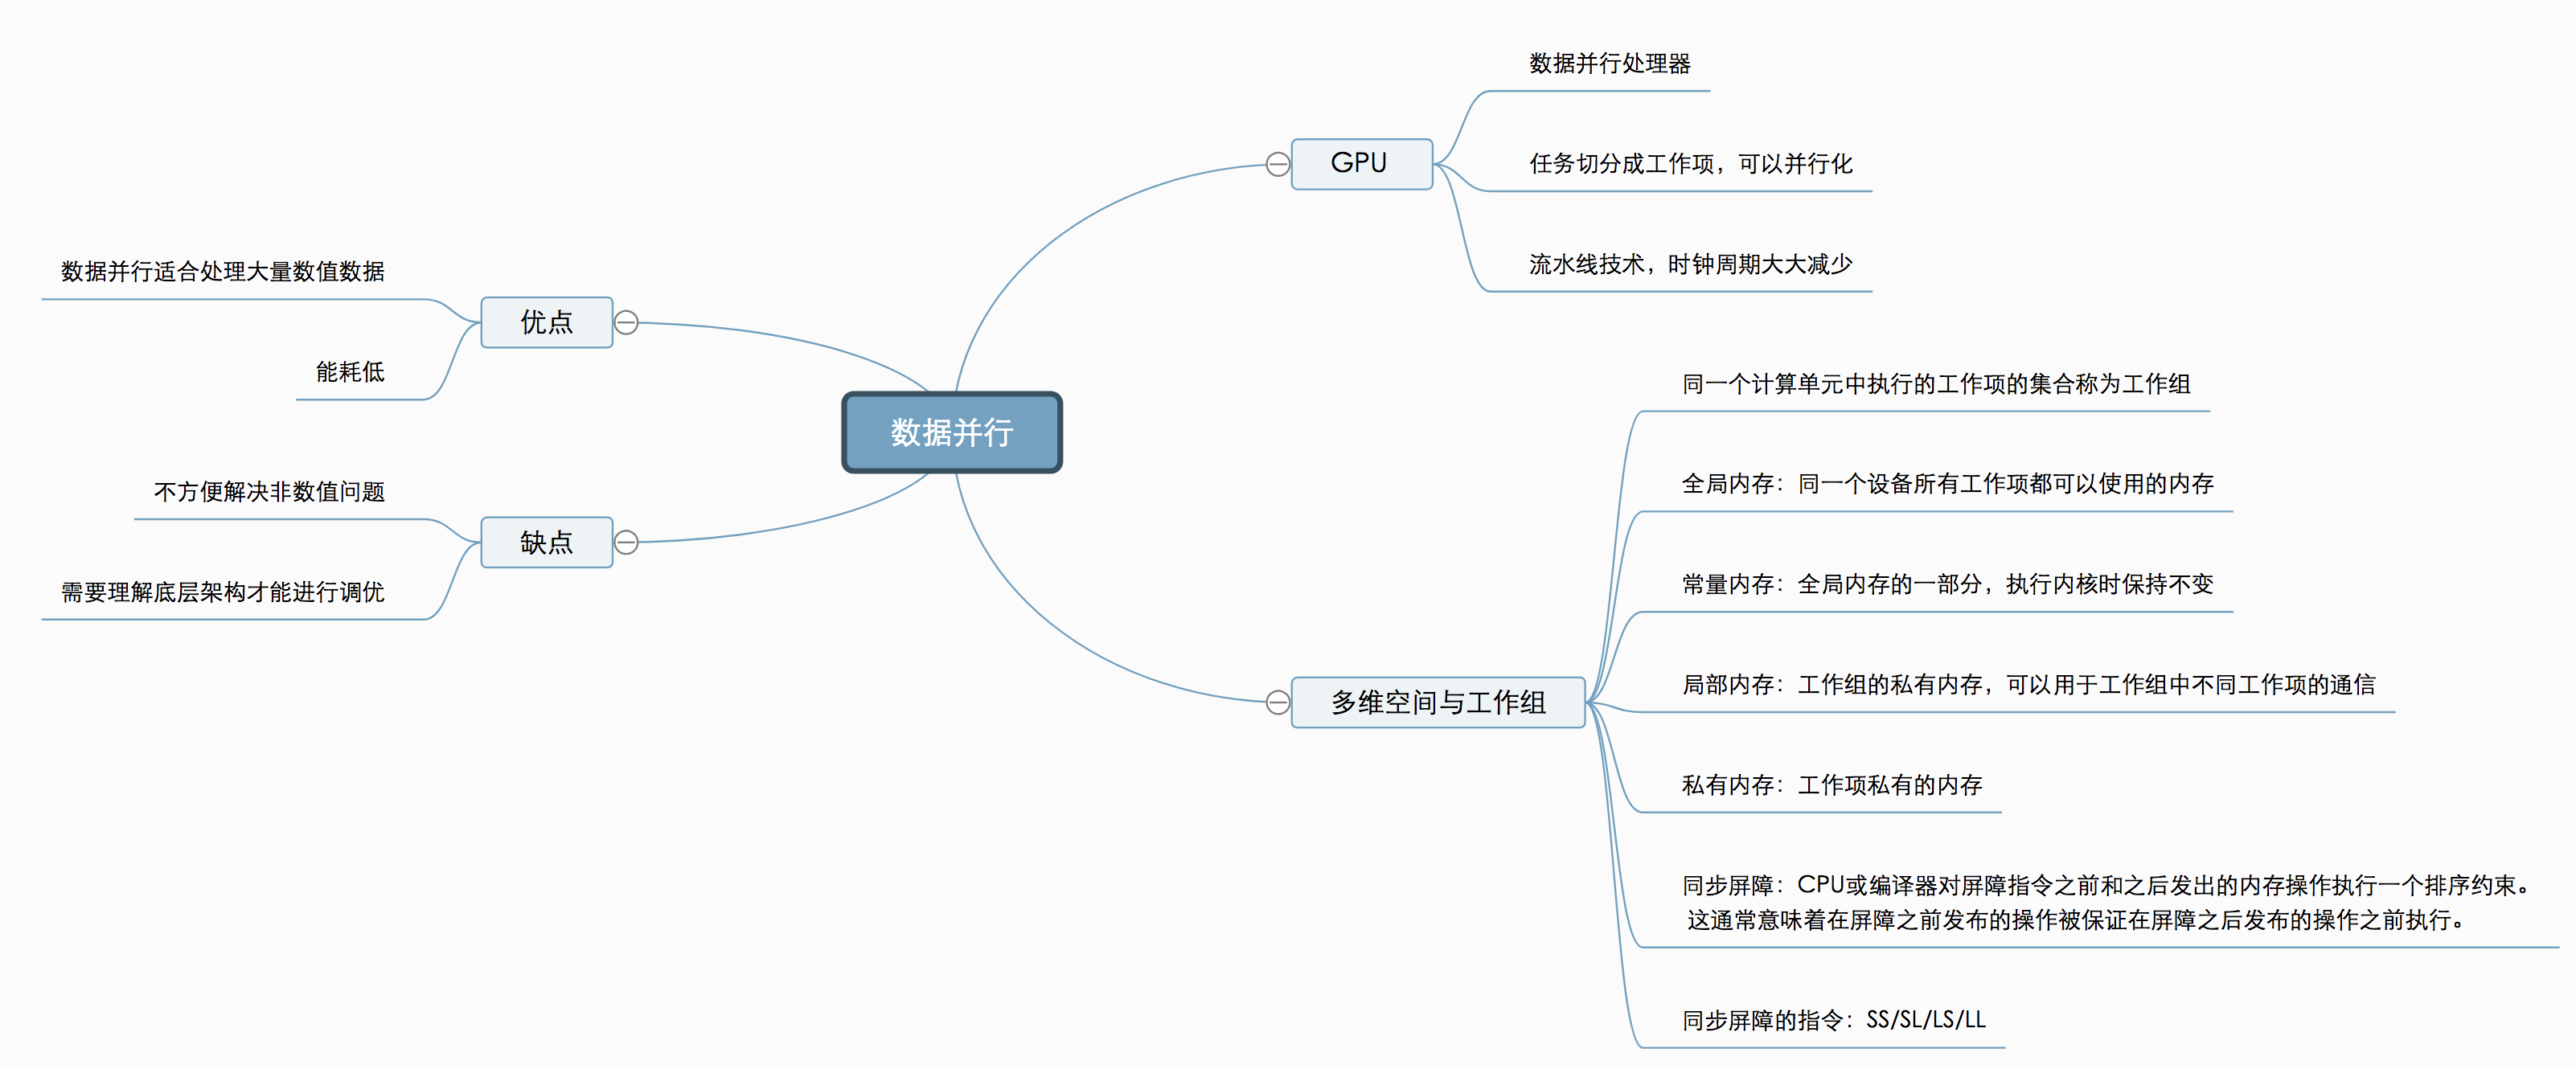 数据并行
GPU
数据并行处理器
任务切分成工作项，可以并行化
流水线技术，时钟周期大大减少
多维空间与工作组
同一个计算单元中执行的工作项的集合称为工作组
全局内存：同一个设备所有工作项都可以使用的内存
常量内存：全局内存的一部分，执行内核时保持不变
局部内存：工作组的私有内存，可以用于工作组中不同工作项的通信
私有内存：工作项私有的内存
同步屏障：CPU或编译器对屏障指令之前和之后发出的内存操作执行一个排序约束。
这通常意味着在屏障之前发布的操作被保证在屏障之后发布的操作之前执行。
同步屏障的指令：SS/SL/LS/LL
优点
数据并行适合处理大量数值数据
能耗低
缺点
不方便解决非数值问题
需要理解底层架构才能进行调优